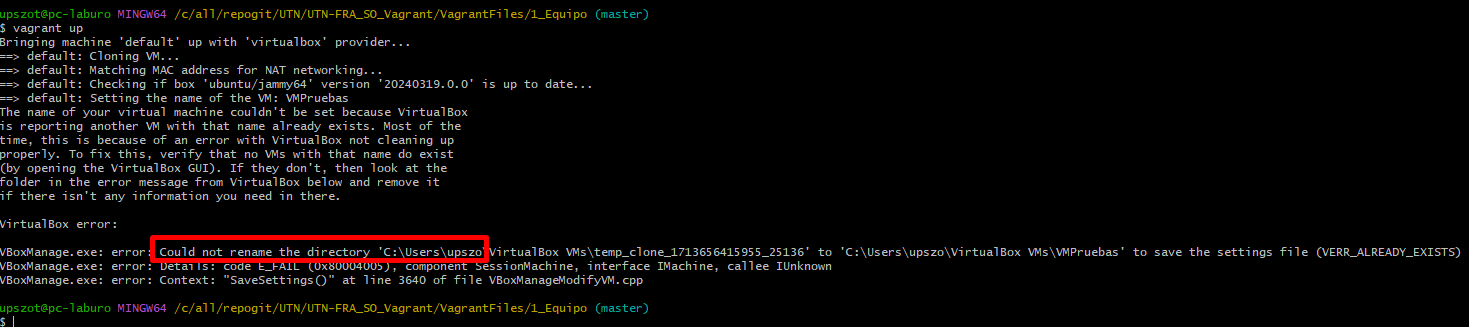 upszot@pc-laburo MINGW64 /c/all/repogit/UTN/UTN-FRA_SO_Vagrant/VagrantFiles/1_Equipo (master)
$ vagrant up
Bringing machine 'default' up with 'virtualbox' provider...
==> default: Cloning VM...
==> default: Matching MAC address for NAT networking...
==> default: Checking if box 'ubuntu/jammy64' version '20240319.0.0' is up to date...
==> default: Setting the name of the VM: VMPruebas
The name of your virtual machine couldn't be set because VirtualBox
is reporting another VM with that name already exists. Most of the
time, this is because of an error with VirtualBox not cleaning up
properly. To fix this, verify that no VMs with that name do exist
(by opening the VirtualBox GUI). If they don't, then look at the
folder in the error message from VirtualBox below and remove it
if there isn't any information you need in there.
VirtualBox error:
VBoxManage.exe: error: Could not rename the directory 'C:\Users\upszo\VirtualBox VMs\temp_clone_1713656415955_25136' to 'C:\Users\upszo\VirtualBox VMs\VMPruebas' to save the settings file (VERR_ALREADY_EXISTS)
VBoxManage.exe: error: Details: code E_FAIL (0x80004005), component SessionMachine, interface IMachine, callee IUnknown
VBoxManage.exe: error: Context: "SaveSettings()" at line 3640 of file VBoxManageModifyVM.cpp
upszot@pc-laburo MINGW64 /c/all/repogit/UTN/UTN-FRA_SO_Vagrant/VagrantFiles/1_Equipo (master)
$